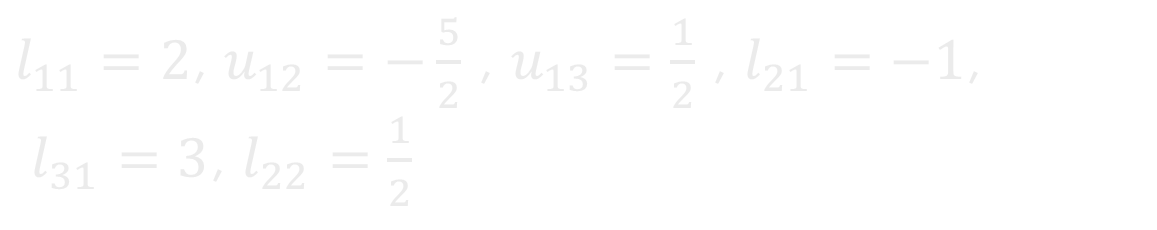 l₁₁ = 2, u₁₂ = −5/2, u₁₃ = 1/2, l₂₁ = −1,
l₃₁ = 3, l₂₂ = 1/2